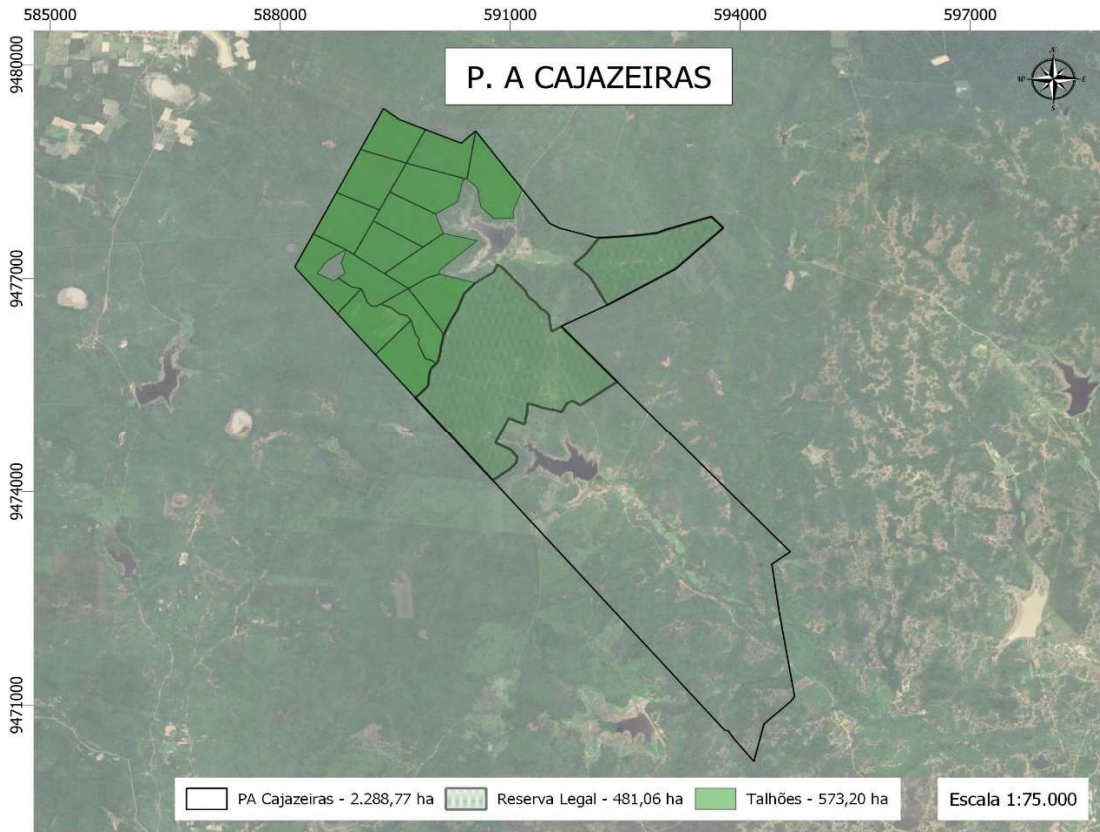 585000 588000 591000 594000 597000
P. A CAJAZEIRAS
N
W E
S
9480000
9477000
9474000
9471000
PA Cajazeiras - 2.288,77 ha Reserva Legal - 481,06 ha Talhões - 573,20 ha Escala 1:75.000